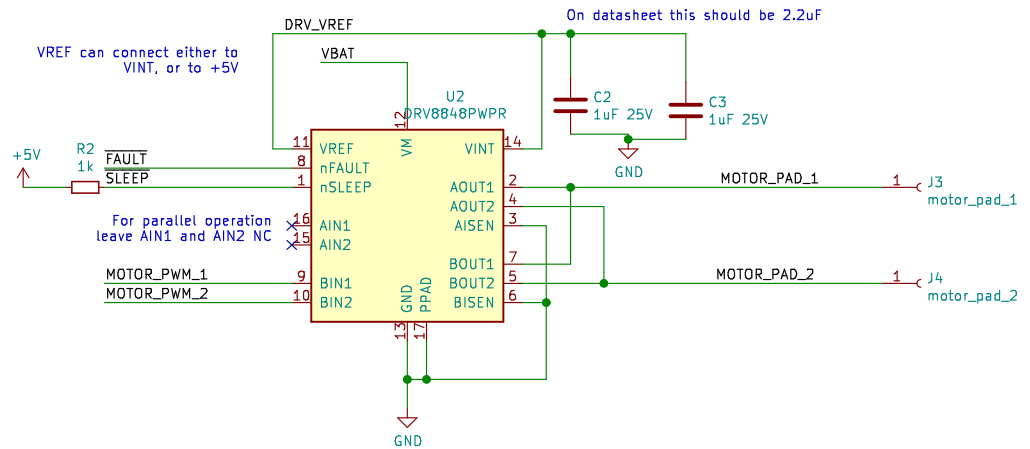 On datasheet this should be 2.2uF
DRV_VREF
VREF can connect either to
VINT, or to +5V
VBAT
U2
DRV8848PWPR
C2
1uF 25V
C3
1uF 25V
GND
12
VM
11
VREF
VINT
14
+5V
R2
1k
FAULT
8
nFAULT
SLEEP
1
nSLEEP
AOUT1
2
MOTOR_PAD_1
1
J3
motor_pad_1
AOUT2
4
For parallel operation
leave AIN1 and AIN2 NC
16
AIN1
AISEN
3
15
AIN2
BOUT1
7
MOTOR_PWM_1
9
BIN1
BOUT2
5
MOTOR_PAD_2
1
J4
motor_pad_2
MOTOR_PWM_2
10
BIN2
BISEN
6
GND
PPAD
13
17
GND